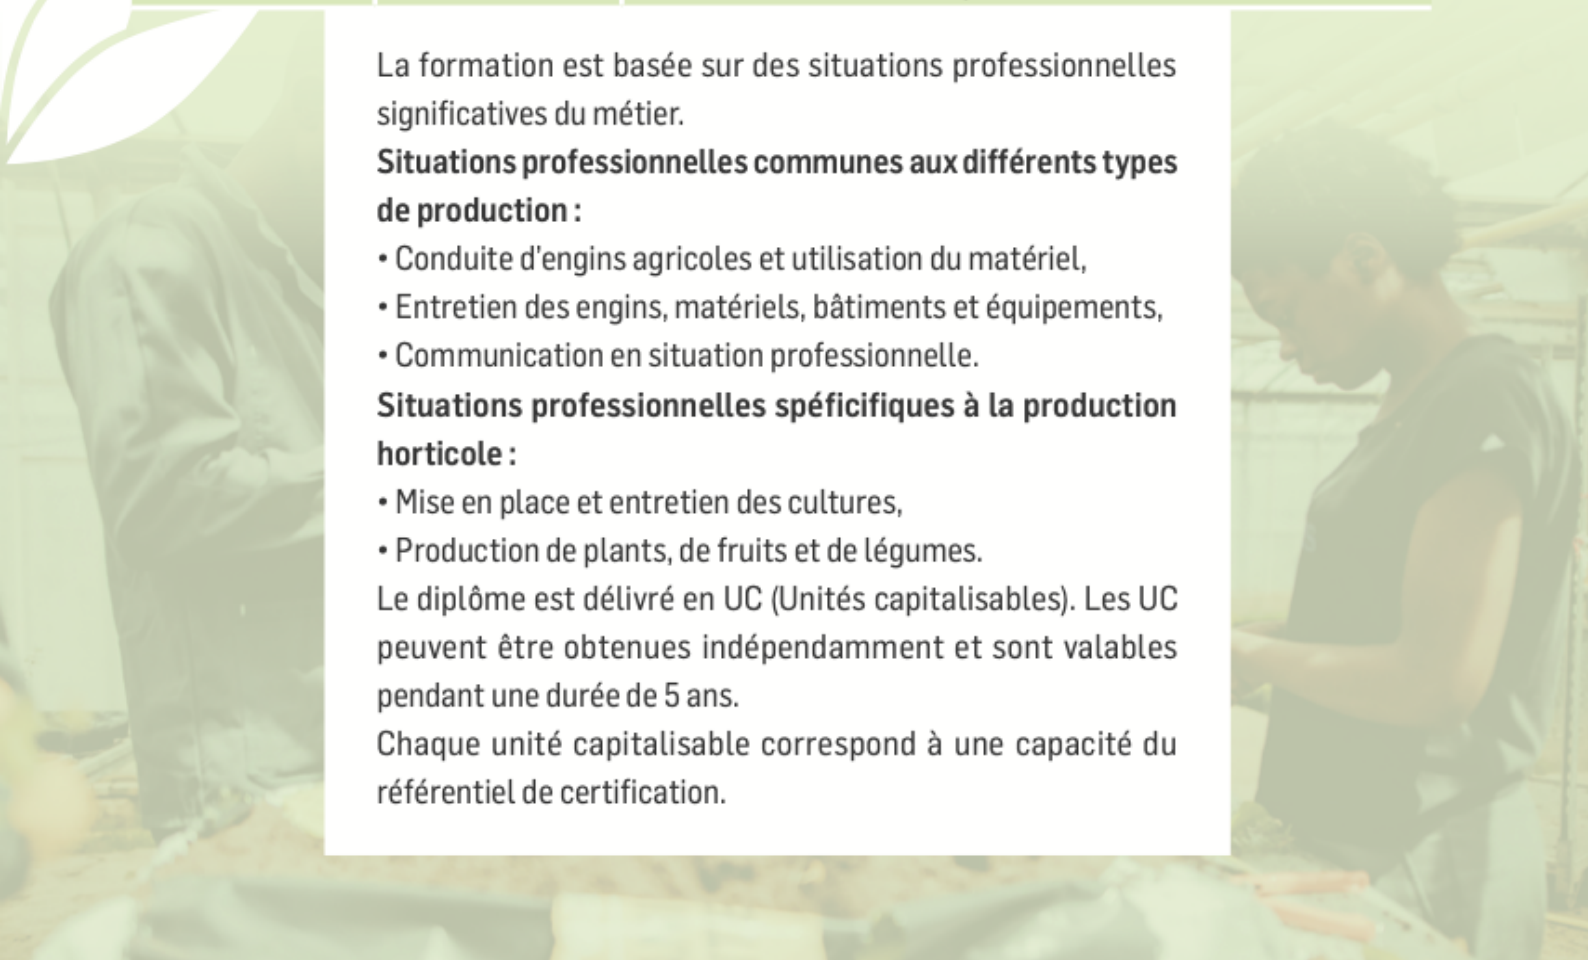 La formation est basée sur des situations professionnelles
significatives du métier.
Situations professionnelles communes aux différents types
de production :
• Conduite d'engins agricoles et utilisation du matériel,
• Entretien des engins, matériels, bâtiments et équipements,
• Communication en situation professionnelle.
Situations professionnelles spéficifiques à la production
horticole :
• Mise en place et entretien des cultures,
• Production de plants, de fruits et de légumes.
Le diplôme est délivré en UC (Unités capitalisables). Les UC
peuvent être obtenues indépendamment et sont valables
pendant une durée de 5 ans.
Chaque unité capitalisable correspond à une capacité du
référentiel de certification.